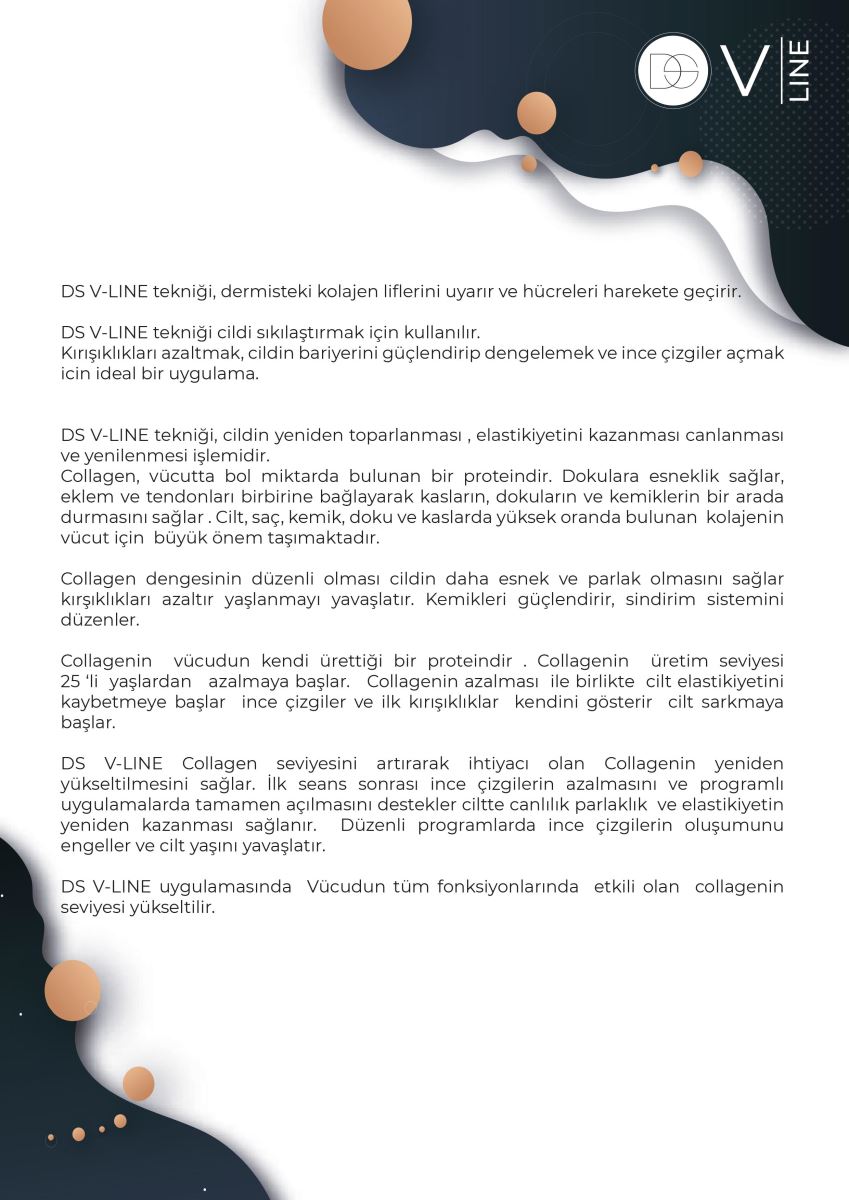 DS V
LINE
DS V-LINE tekniği, dermisteki kolajen liflerini uyarır ve hücreleri harekete geçirir.
DS V-LINE tekniği cildi sıkılaştırmak için kullanılır.
Kırışıklıkları azaltmak, cildin bariyerini güçlendirip dengelemek ve ince çizgiler açmak
icin ideal bir uygulama.
DS V-LINE tekniği, cildin yeniden toparlanması , elastikiyetini kazanması canlanması
ve yenilenmesi işlemidir.
Collagen, vücutta bol miktarda bulunan bir proteindir. Dokulara esneklik sağlar,
eklem ve tendonları birbirine bağlayarak kasların, dokuların ve kemiklerin bir arada
durmasını sağlar . Cilt, saç, kemik, doku ve kaslarda yüksek oranda bulunan kolajenin
vücut için büyük önem taşımaktadır.
Collagen dengesinin düzenli olması cildin daha esnek ve parlak olmasını sağlar
kırşıklıkları azaltır yaşlanmayı yavaşlatır. Kemikleri güçlendirir, sindirim sistemini
düzenler.
Collagenin vücudun kendi ürettiği bir proteindir . Collagenin üretim seviyesi
25 ‘li yaşlardan azalmaya başlar. Collagenin azalması ile birlikte cilt elastikiyetini
kaybetmeye başlar ince çizgiler ve ilk kırışıklıklar kendini gösterir cilt sarkmaya
başlar.
DS V-LINE Collagen seviyesini artırarak ihtiyacı olan Collagenin yeniden
yükseltilmesini sağlar. İlk seans sonrası ince çizgilerin azalmasını ve programlı
uygulamalarda tamamen açılmasını destekler ciltte canlılık parlaklık ve elastikiyetin
yeniden kazanması sağlanır. Düzenli programlarda ince çizgilerin oluşumunu
engeller ve cilt yaşını yavaşlatır.
DS V-LINE uygulamasında Vücudun tüm fonksiyonlarında etkili olan collagenin
seviyesi yükseltilir.